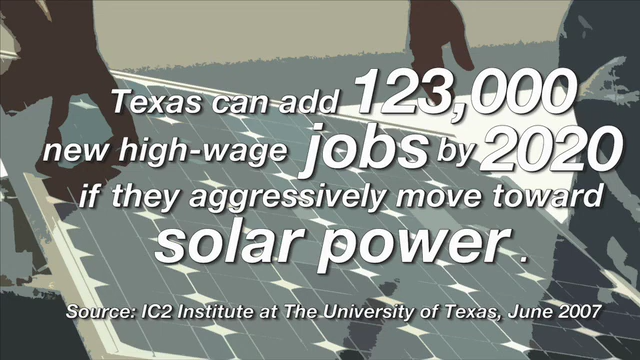 Texas can add 123,000
new high-wage jobs by 2020
if they aggressively move toward
solar power.
Source: IC2 Institute at The University of Texas, June 2007